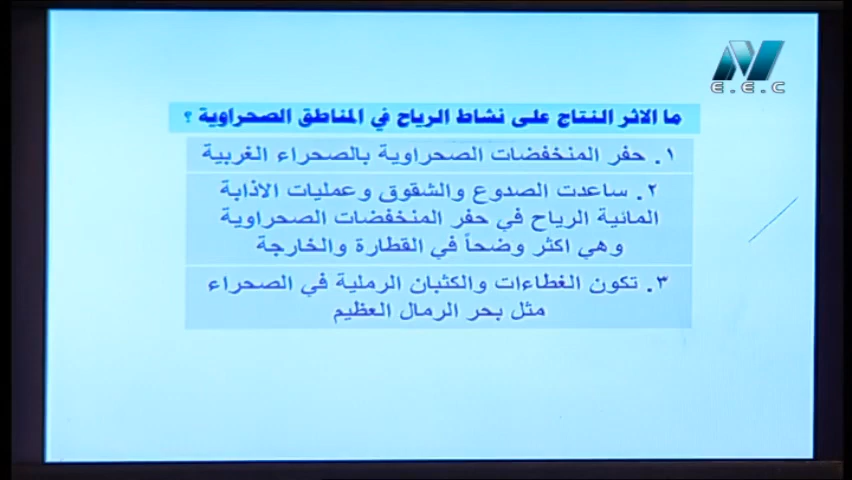 E.E.C
ما الاثر النتاج على نشاط الرياح في المناطق الصحراوية ؟
١. حفر المنخفضات الصحراوية بالصحراء الغربية
٢. ساعدت الصدوع والشقوق وعمليات الاذابة
المائية الرياح في حفر المنخفضات الصحراوية
وهي اكثر وضحاً في القطارة والخارجة
٣. تكون الغطاءات والكثبان الرملية في الصحراء
مثل بحر الرمال العظيم